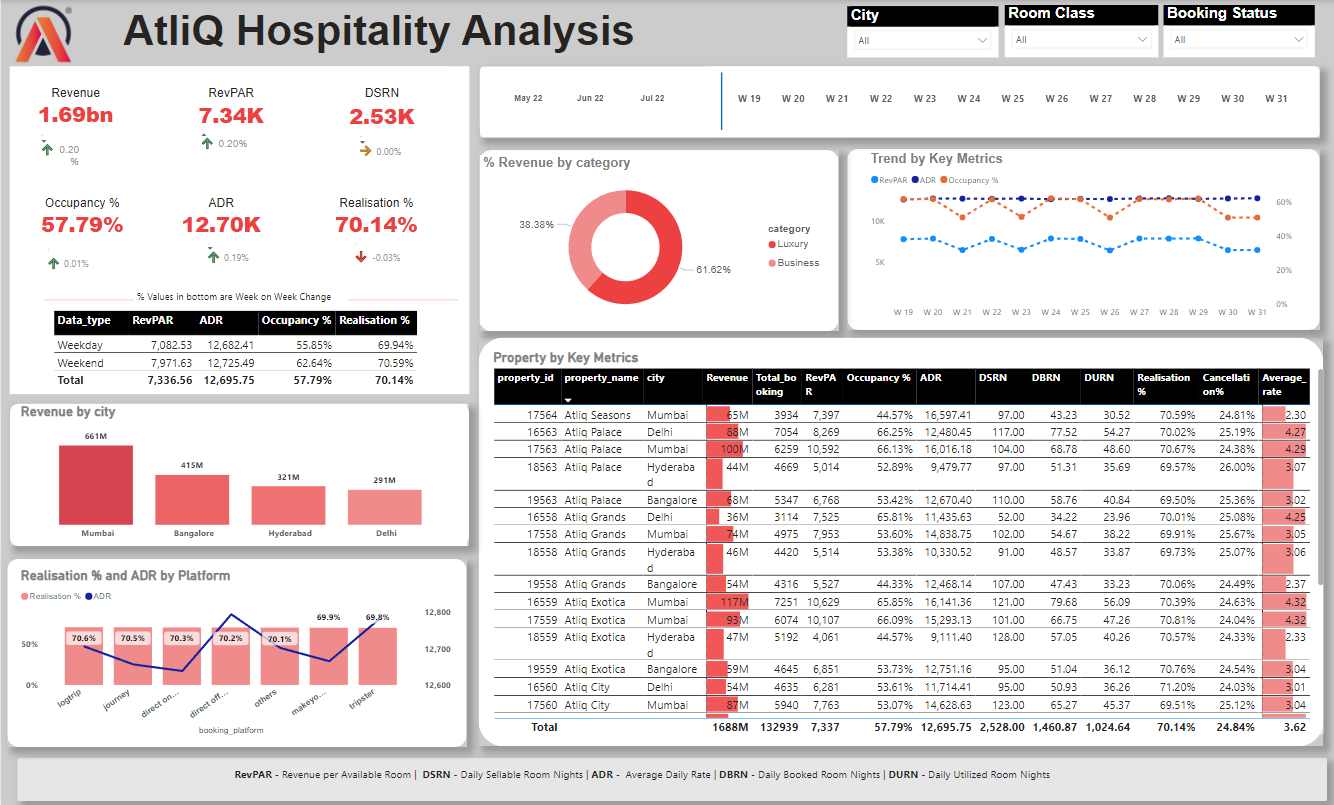 AtliQ Hospitality Analysis
City
All
Room Class
All
Booking Status
All
Revenue
1.69bn
0.20
%
RevPAR
7.34K
0.20%
DSRN
2.53K
0.00%
Occupancy %
57.79%
0.01%
ADR
12.70K
0.19%
Realisation %
70.14%
-0.03%
% Values in bottom are Week on Week Change
Data_type RevPAR ADR Occupancy % Realisation %
Weekday 7,082.53 12,682.41 55.85% 69.94%
Weekend 7,971.63 12,725.49 62.64% 70.59%
Total 7,336.56 12,695.75 57.79% 70.14%
May 22 Jun 22 Jul 22 W 19 W 20 W 21 W 22 W 23 W 24 W 25 W 26 W 27 W 28 W 29 W 30 W 31
% Revenue by category
38.38%
61.62%
category
Luxury
Business
Trend by Key Metrics
RevPAR ADR Occupancy %
10K
5K
60%
40%
20%
0%
W 19 W 20 W 21 W 22 W 23 W 24 W 25 W 26 W 27 W 28 W 29 W 30 W 31
Revenue by city
661M
415M
321M
291M
Mumbai Bangalore Hyderabad Delhi
Realisation % and ADR by Platform
Realisation % ADR
50%
0%
70.6% 70.5% 70.3% 70.2% 70.1% 69.9% 69.8%
12,800
12,700
12,600
logtrip journey direct on... direct off... others makeyo... tripster
booking_platform
Property by Key Metrics
property_id property_name city Revenue Total_bo RevPA Occupancy % ADR DSRN DBRN DURN Realisation Cancellati Average_
oking R % on% rate
17564 Atliq Seasons Mumbai 65M 3934 7,397 44.57% 16,597.41 97.00 43.23 30.52 70.59% 24.81% 2.30
16563 Atliq Palace Delhi 88M 7054 8,269 66.25% 12,480.45 117.00 77.52 54.27 70.02% 25.19% 4.27
17563 Atliq Palace Mumbai 100M 6259 10,592 66.13% 16,016.18 104.00 68.78 48.60 70.67% 24.38% 4.29
18563 Atliq Palace Hyderaba 44M 4669 5,014 52.89% 9,479.77 97.00 51.31 35.69 69.57% 26.00% 3.07
d
19563 Atliq Palace Bangalore 68M 5347 6,768 53.42% 12,670.40 110.00 58.76 40.84 69.50% 25.36% 3.02
16558 Atliq Grands Delhi 36M 3114 7,525 65.81% 11,435.63 52.00 34.22 23.96 70.01% 25.08% 4.25
17558 Atliq Grands Mumbai 74M 4975 7,953 53.60% 14,838.75 102.00 54.67 38.22 69.91% 25.67% 3.05
18558 Atliq Grands Hyderaba 46M 4420 5,514 53.38% 10,330.52 91.00 48.57 33.87 69.73% 25.07% 3.06
d
19558 Atliq Grands Bangalore 54M 4316 5,527 44.33% 12,468.14 107.00 47.43 33.23 70.06% 24.49% 2.37
16559 Atliq Exotica Mumbai 117M 7251 10,629 65.85% 16,141.36 121.00 79.68 56.09 70.39% 24.63% 4.32
17559 Atliq Exotica Mumbai 93M 6074 10,107 66.09% 15,293.13 101.00 66.75 47.26 70.81% 24.04% 4.32
18559 Atliq Exotica Hyderaba 47M 5192 4,061 44.57% 9,111.40 128.00 57.05 40.26 70.57% 24.33% 2.33
d
19559 Atliq Exotica Bangalore 59M 4645 6,851 53.73% 12,751.16 95.00 51.04 36.12 70.76% 24.54% 3.04
16560 Atliq City Delhi 54M 4635 6,281 53.61% 11,714.41 95.00 50.93 36.26 71.20% 24.03% 3.01
17560 Atliq City Mumbai 87M 5940 7,763 53.07% 14,628.63 123.00 65.27 45.37 69.51% 25.12% 3.04
Total 1688M 132939 7,337 57.79% 12,695.75 2,528.00 1,460.87 1,024.64 70.14% 24.84% 3.62
RevPAR - Revenue per Available Room | DSRN - Daily Sellable Room Nights | ADR - Average Daily Rate | DBRN - Daily Booked Room Nights | DURN - Daily Utilized Room Nights